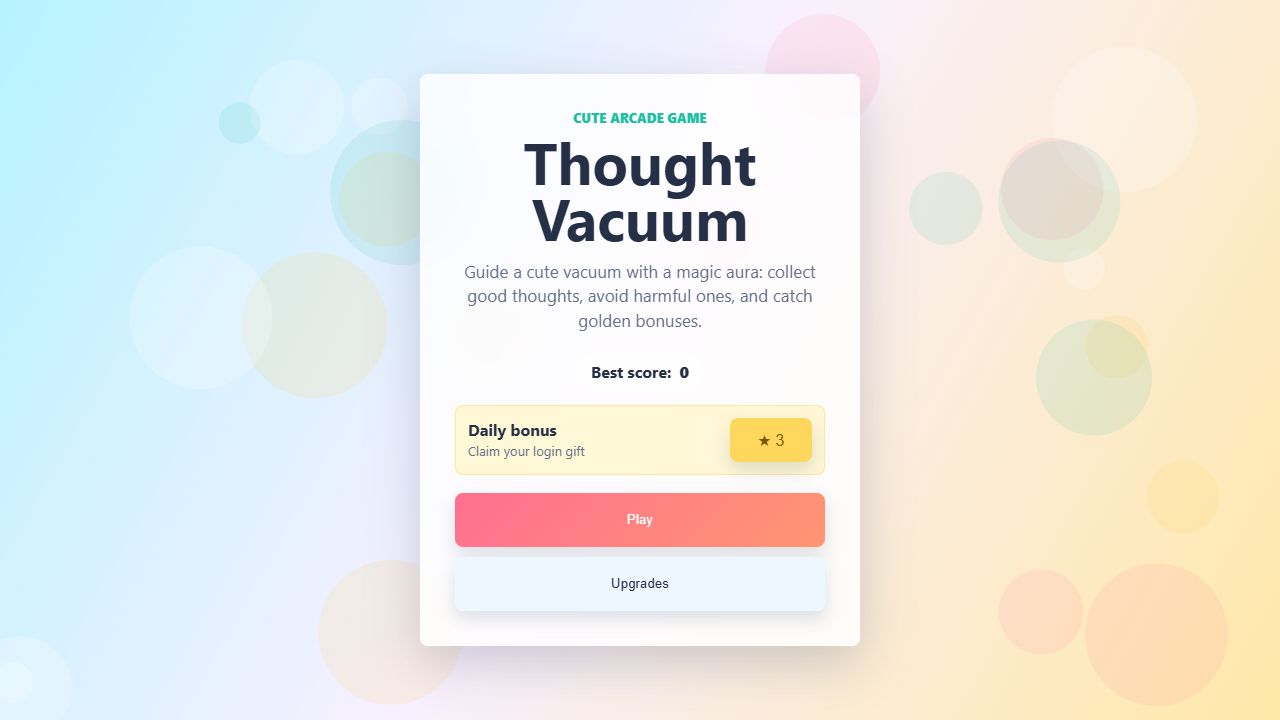 CUTE ARCADE GAME
Thought
Vacuum
Guide a cute vacuum with a magic aura: collect
good thoughts, avoid harmful ones, and catch
golden bonuses.
Best score: 0
Daily bonus
Claim your login gift
★ 3
Play
Upgrades